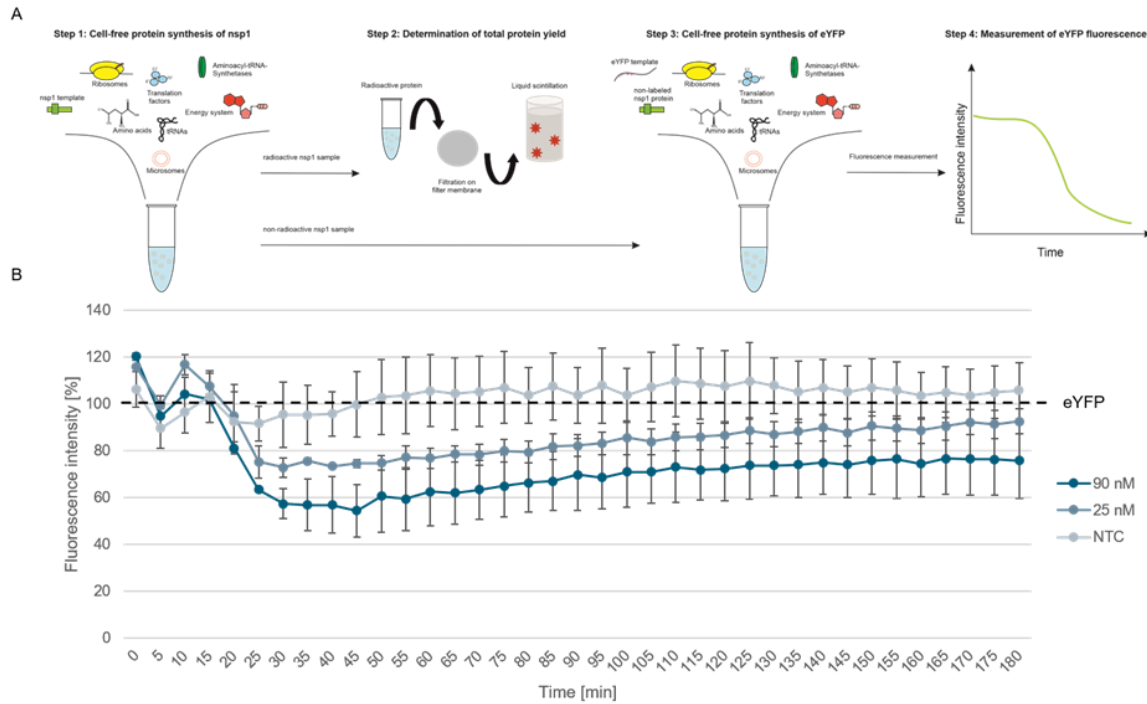 A
Step 1: Cell-free protein synthesis of nsp1
Step 2: Determination of total protein yield
Step 3: Cell-free protein synthesis of eYFP
Step 4: Measurement of eYFP fluorescence
Ribosomes
Aminoacyl-tRNA-
Synthetases
nsp1 template
Translation
factors
Energy system
Amino acids
tRNAs
Microsomes
radioactive nsp1 sample
non-radioactive nsp1 sample
Radioactive protein
Liquid scintillation
Filtration on
filter membrane
eYFP template
Ribosomes
Aminoacyl-tRNA-
Synthetases
non-labeled
nsp1 protein
Translation
factors
Energy system
Amino acids
tRNAs
Microsomes
Fluorescence measurement
Fluorescence intensity
Time
B
Fluorescence intensity [%]
140
120
100
80
60
40
20
0
eYFP
90 nM
25 nM
NTC
0 5 10 15 20 25 30 35 40 45 50 55 60 65 70 75 80 85 90 95 100 105 110 115 120 125 130 135 140 145 150 155 160 165 170 175 180
Time [min]